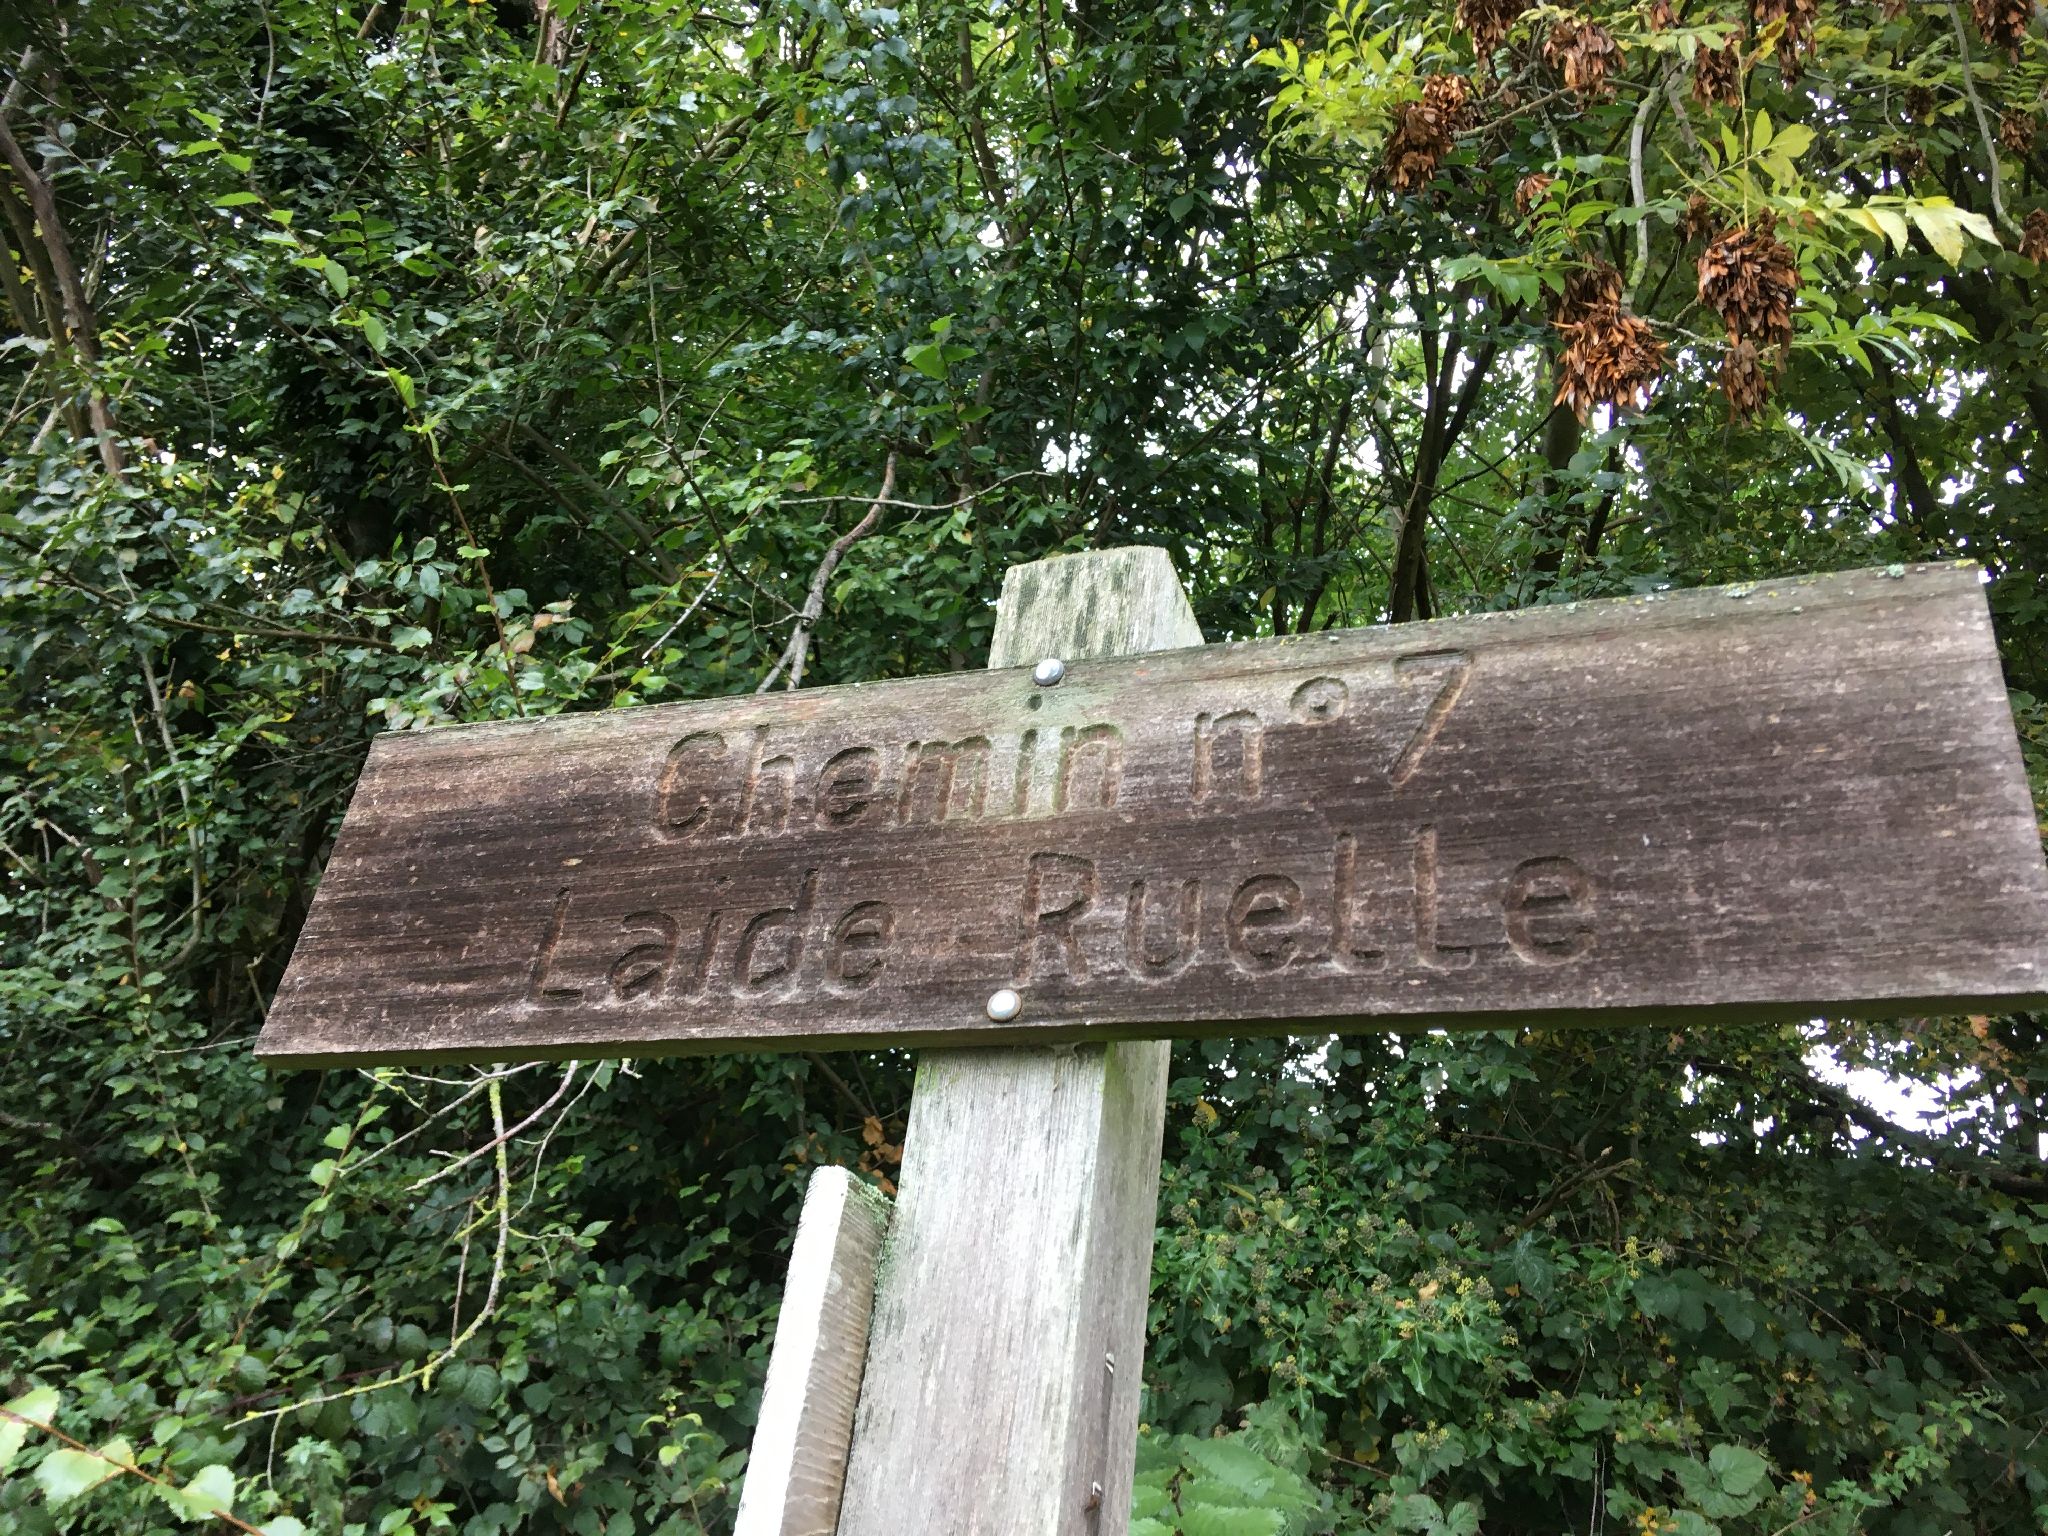 Chemin n° 7
Laide Ruelle